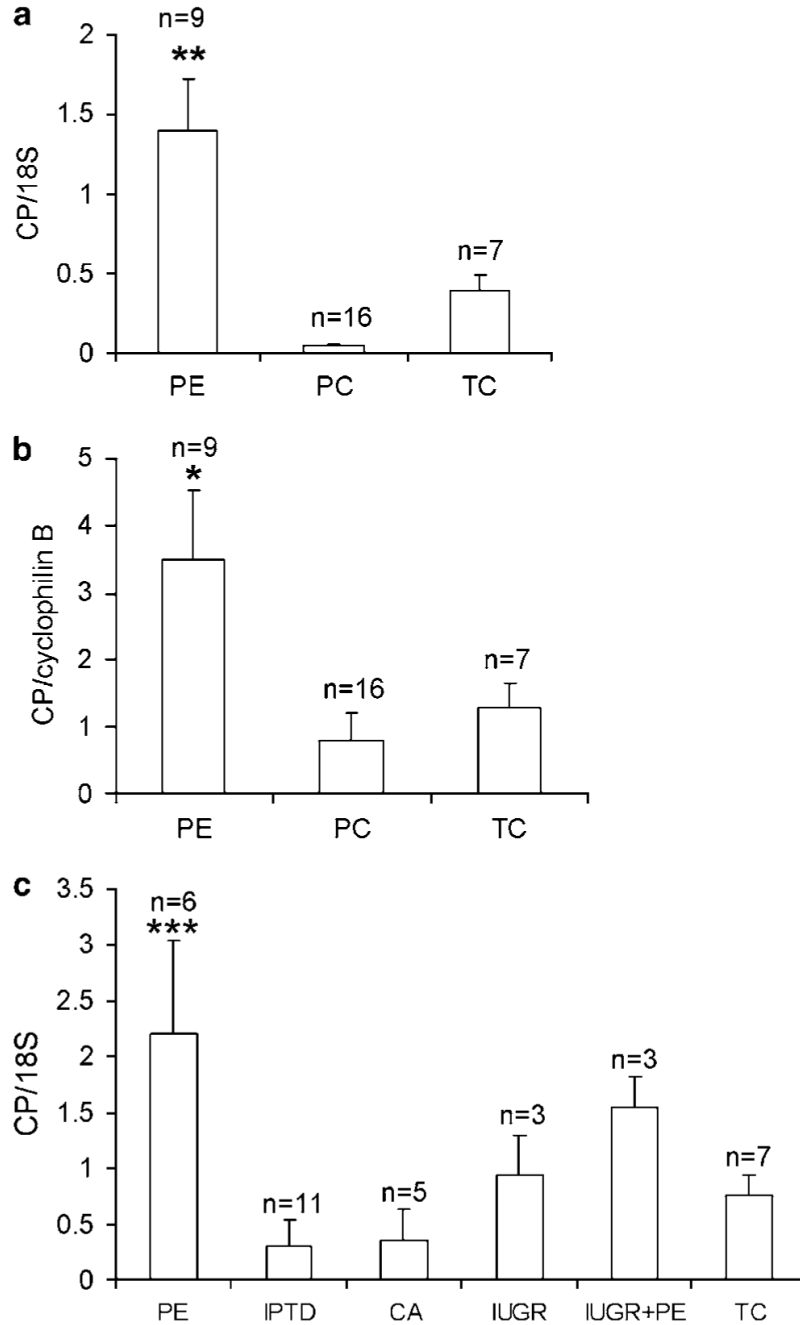 a
n=9
**
2
1.5
1
0.5
0
CP/18S
n=16
n=7
PE PC TC
b
n=9
*
5
4
3
2
1
0
CP/cyclophilin B
n=16
n=7
PE PC TC
c
n=6
***
3.5
3
2.5
2
1.5
1
0.5
0
CP/18S
n=11
n=5
n=3
n=3
n=7
PE IPTD CA IUGR IUGR+PE TC